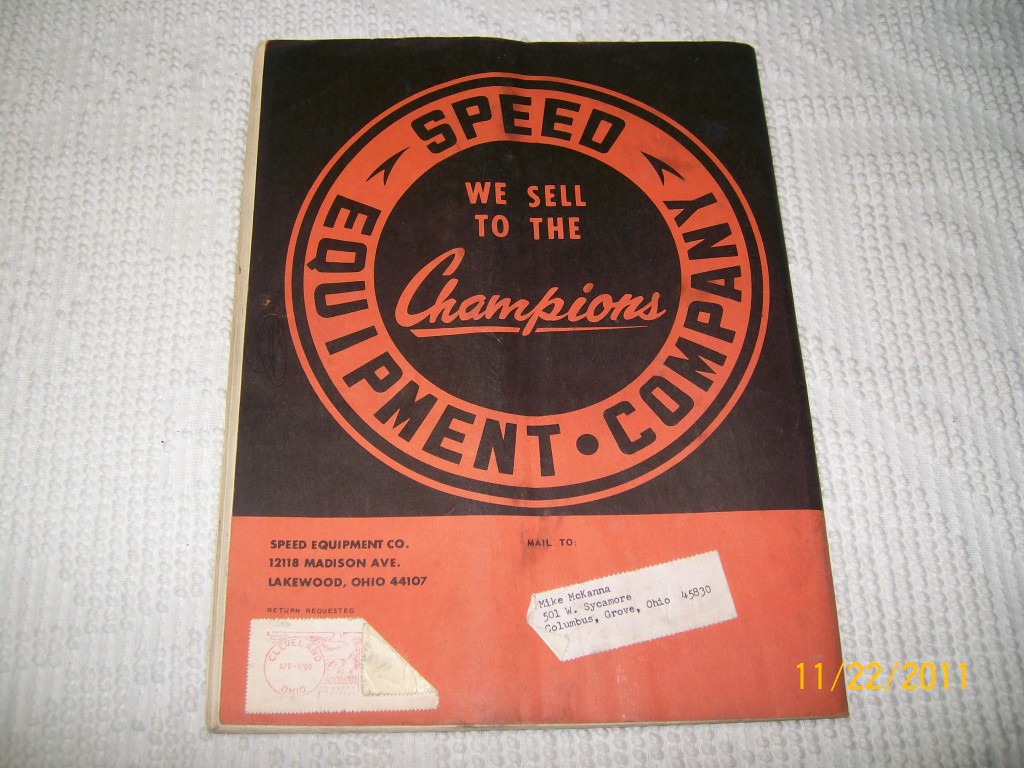 SPEED
EQUIPMENT • COMPANY
WE SELL
TO THE
Champions
SPEED EQUIPMENT CO.
12118 MADISON AVE.
LAKEWOOD, OHIO 44107
RETURN REQUESTED
MAIL TO:
Mike McKanna
501 W. Sycamore
Columbus, Grove, Ohio 45830
CLEVELAND
APR
OHIO
11/22/2011